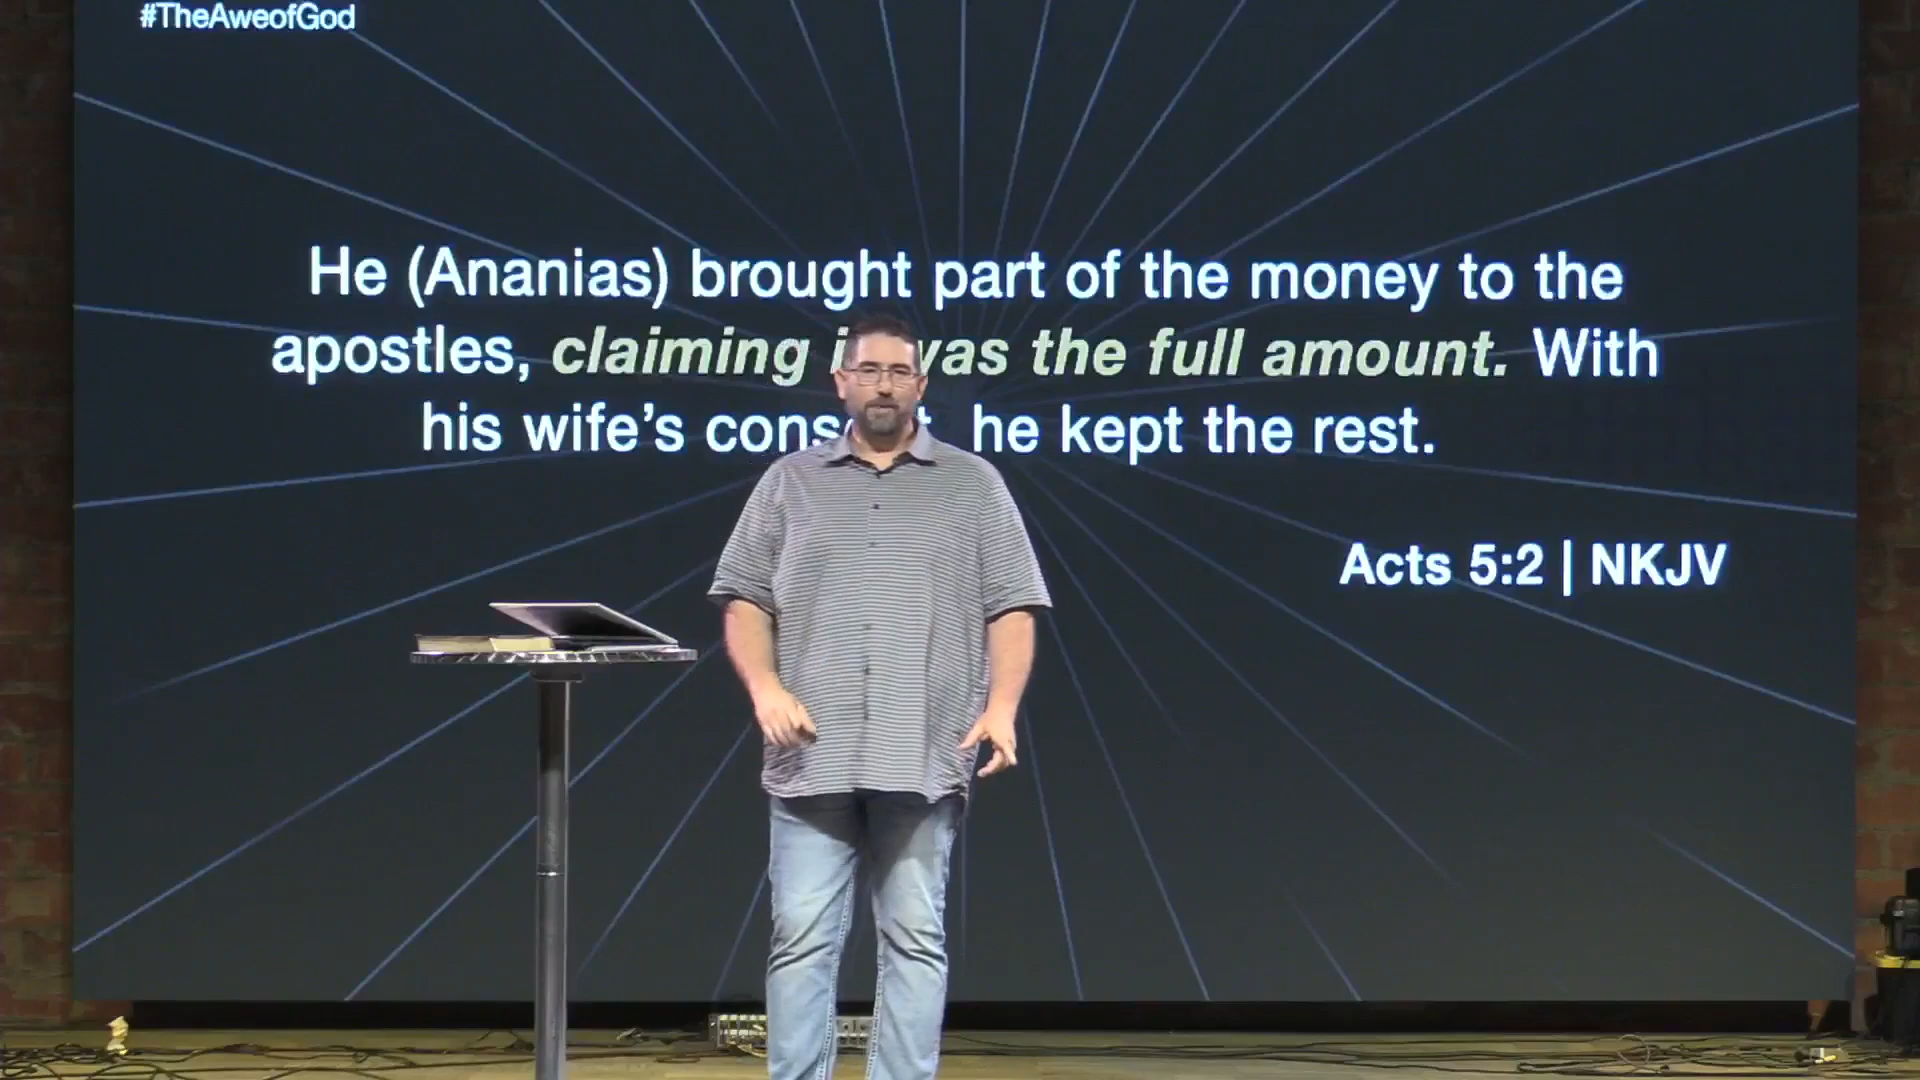 #TheAweofGod
He (Ananias) brought part of the money to the
apostles, claiming was the full amount. With
his wife's he kept the rest.
Acts 5:2 | NKJV